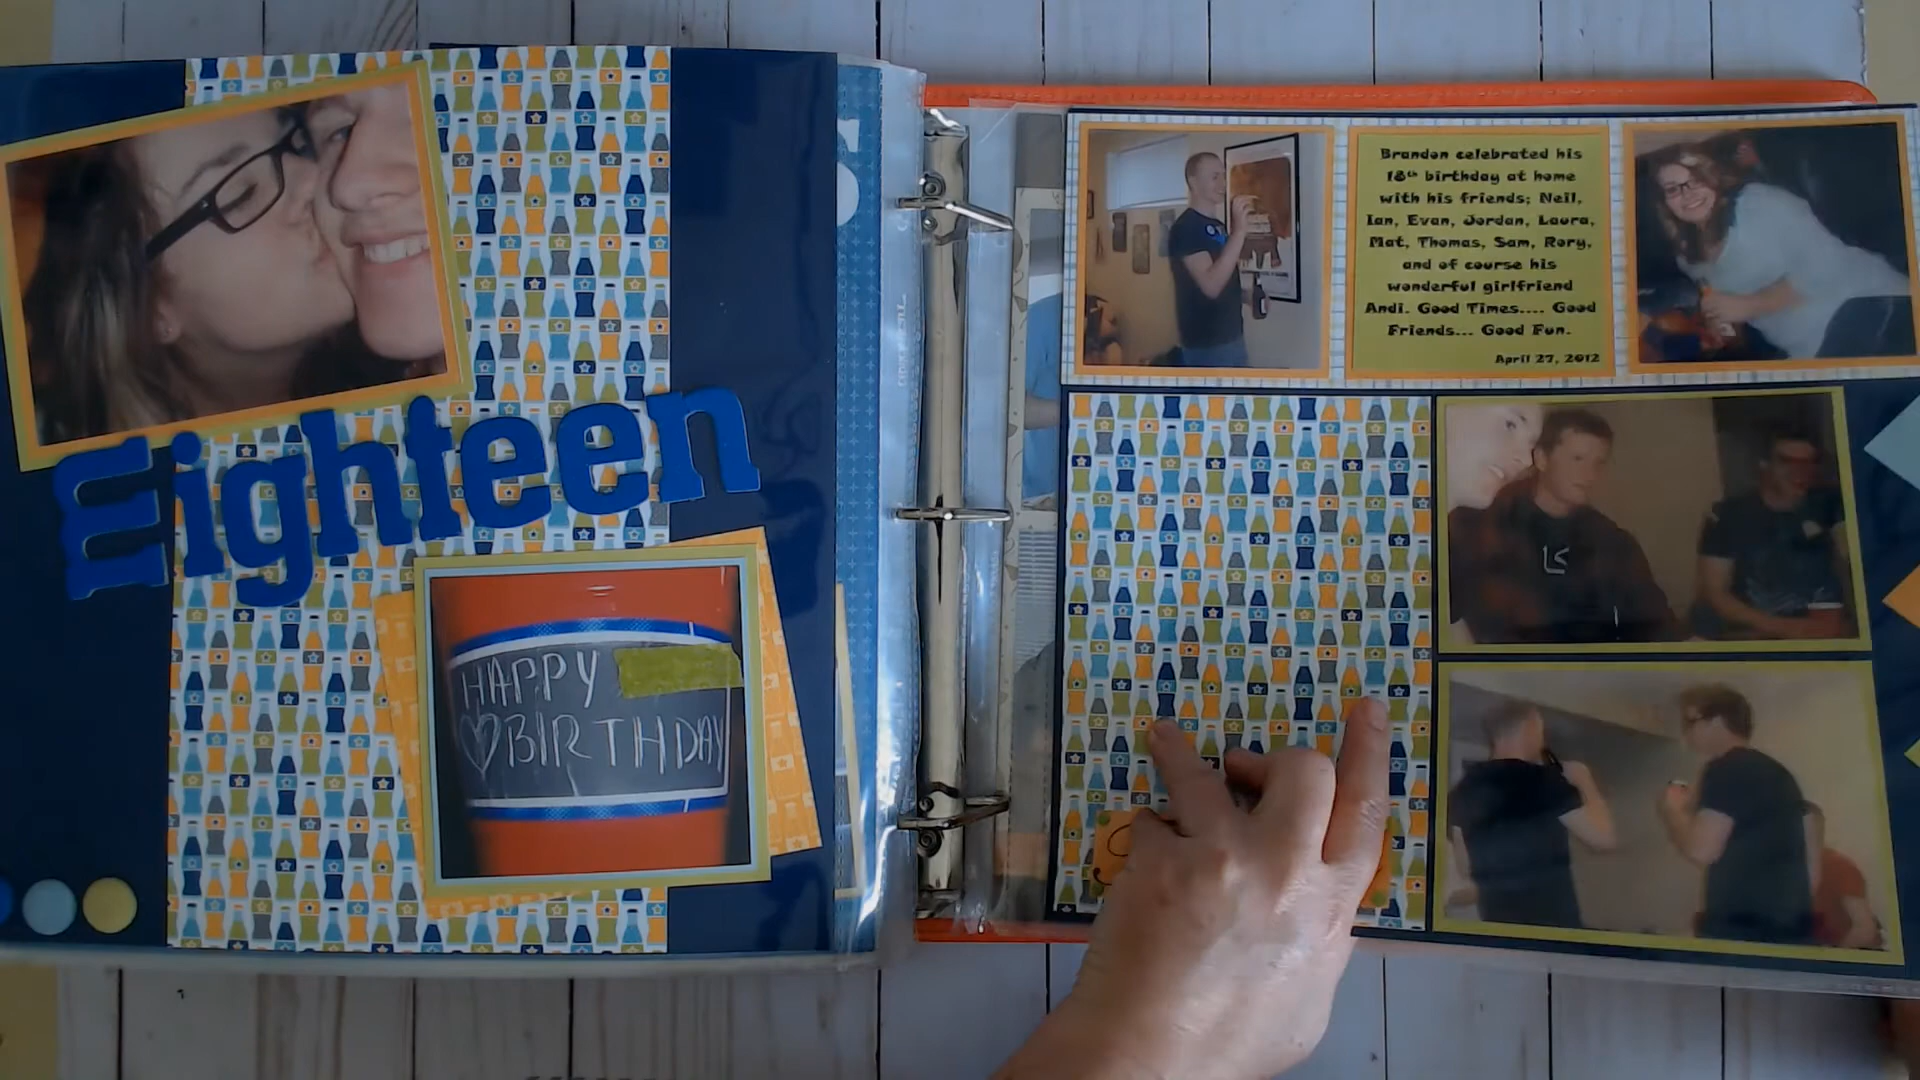 Eighteen
HAPPY
BIRTHDAY
Brandon celebrated his
18th birthday at home
with his friends; Neil,
Ian, Evan, Jordan, Laura,
Mat, Thomas, Sam, Rory,
and of course his
wonderful girlfriend
Andi. Good Times.... Good
Friends... Good Fun.
April 27, 2012